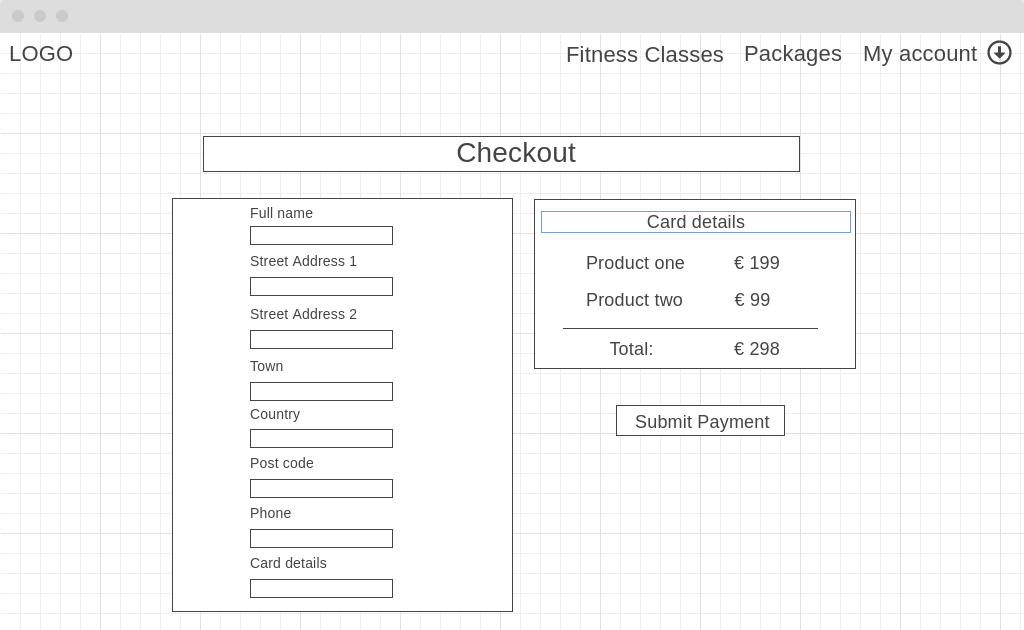 LOGO
Fitness Classes
Packages
My account
Checkout
Full name
Street Address 1
Street Address 2
Town
Country
Post code
Phone
Card details
Card details
Product one € 199
Product two € 99
Total: € 298
Submit Payment